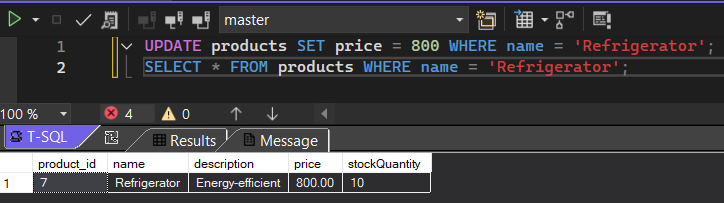 master
1 UPDATE products SET price = 800 WHERE name = 'Refrigerator';
2 SELECT * FROM products WHERE name = 'Refrigerator';
100 % 4 0
T-SQL Results Message
product_id name description price stockQuantity
1 7 Refrigerator Energy-efficient 800.00 10